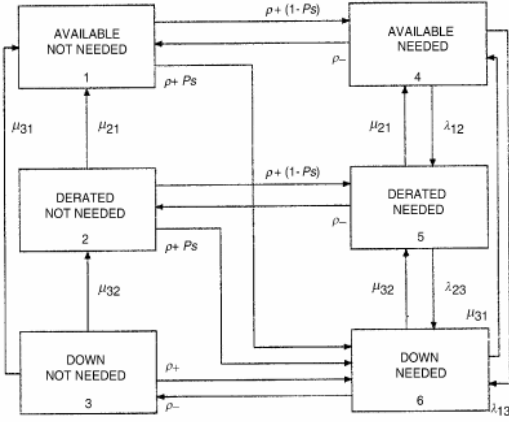 AVAILABLE
NOT NEEDED
1
ρ+ (1- Ps)
ρ–
ρ+ Ps
AVAILABLE
NEEDED
4
μ31
μ21
μ21
λ12
DERATED
NOT NEEDED
2
ρ+ (1- Ps)
ρ–
ρ+ Ps
DERATED
NEEDED
5
μ32
μ32
λ23
μ31
DOWN
NOT NEEDED
3
ρ+
ρ–
DOWN
NEEDED
6
λ13